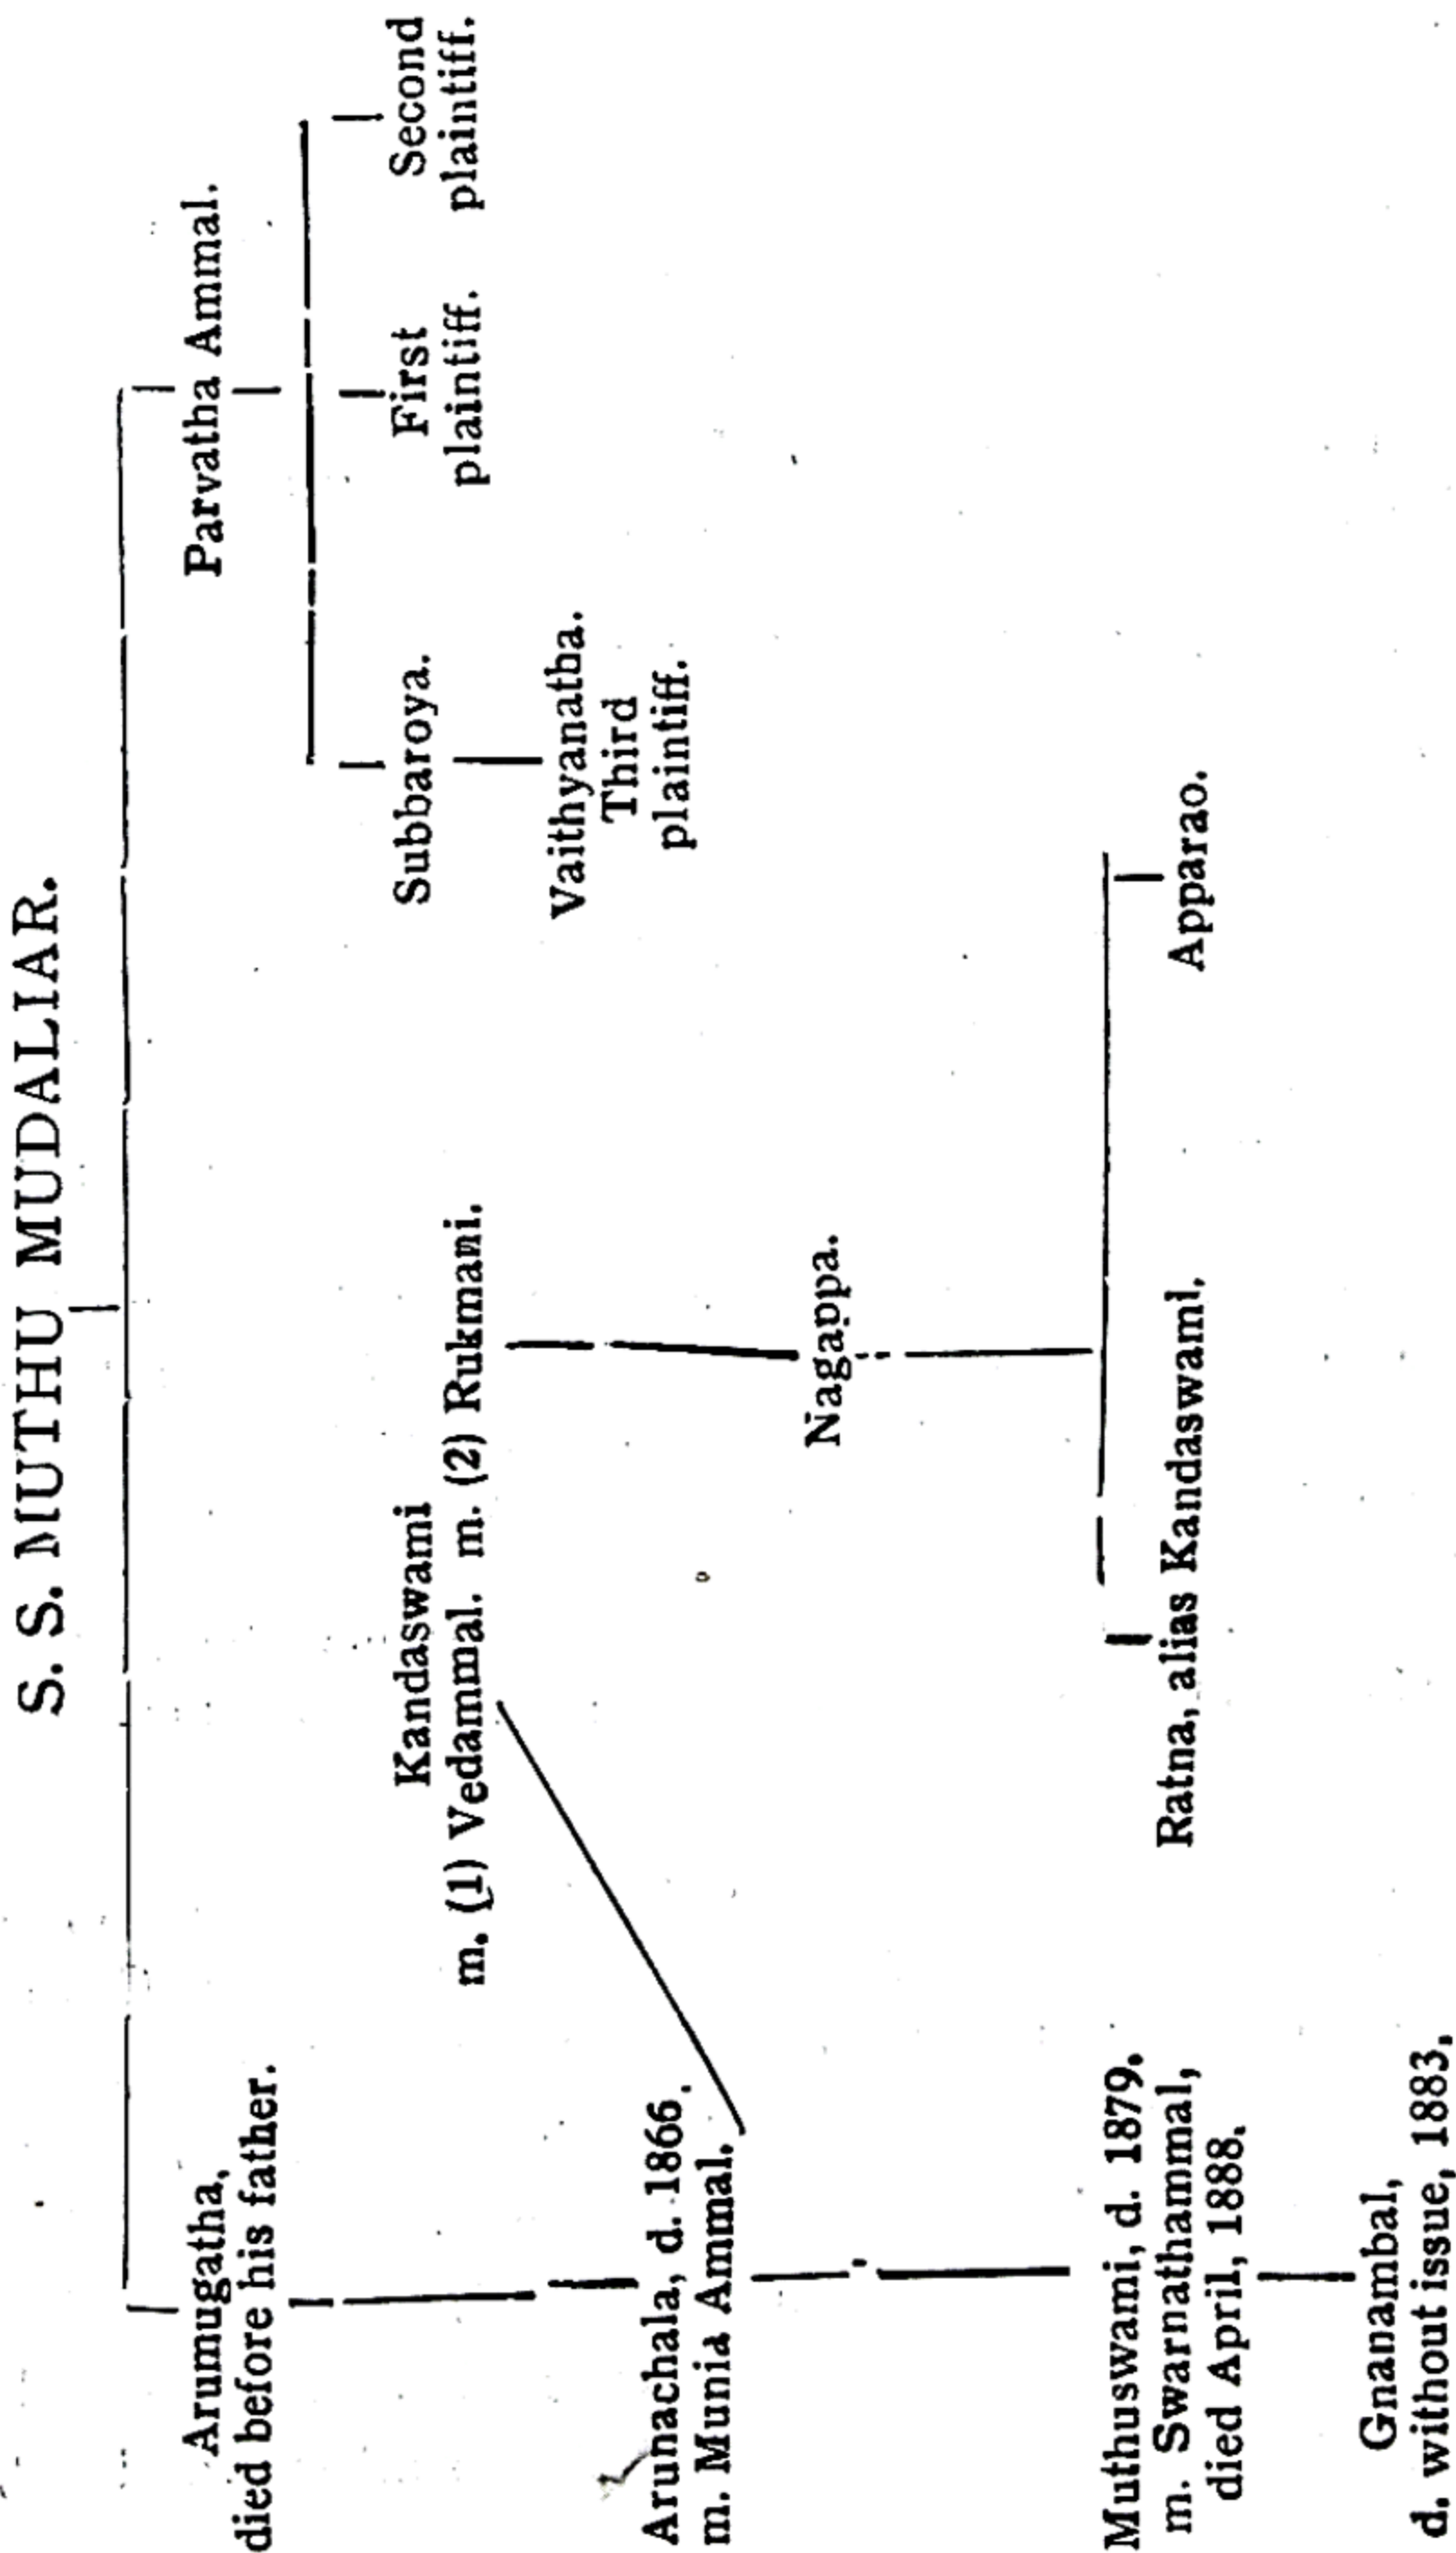 S. S. MUTHU MUDALIAR.
Arumugatha,
died before his father.
Parvatha Ammal.
Kandaswami
m. (1) Vedammal. m. (2) Rukmani.
Subbaroya.
First
plaintiff.
Second
plaintiff.
Vaithyanatha.
Third
plaintiff.
Arunachala, d. 1866.
m. Munia Ammal.
Nagappa.
Muthuswami, d. 1879.
m. Swarnathammal,
died April, 1888.
Ratna, alias Kandaswami.
Apparao.
Gnanambal,
d. without issue, 1883.